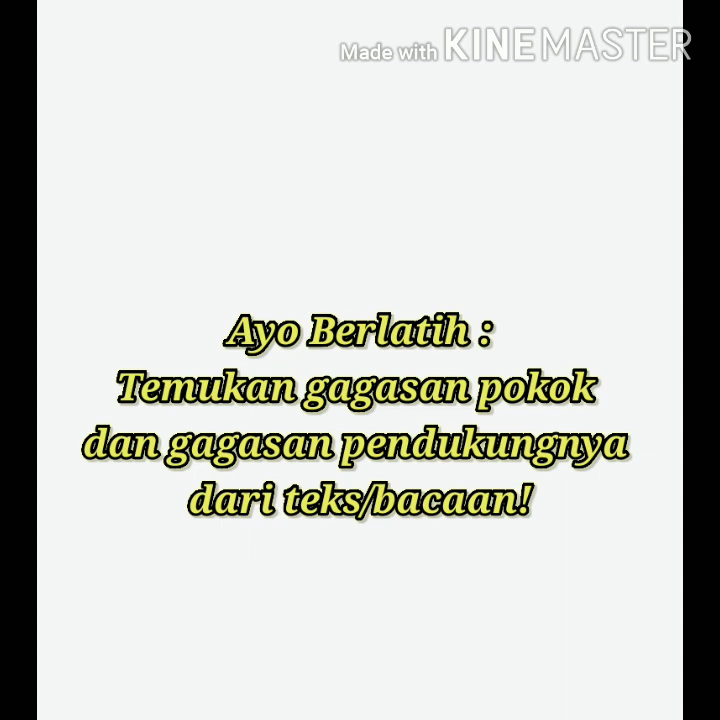 Made with KINEMASTER
Ayo Berlatih :
Temukan gagasan pokok
dan gagasan pendukungnya
dari teks/bacaan!